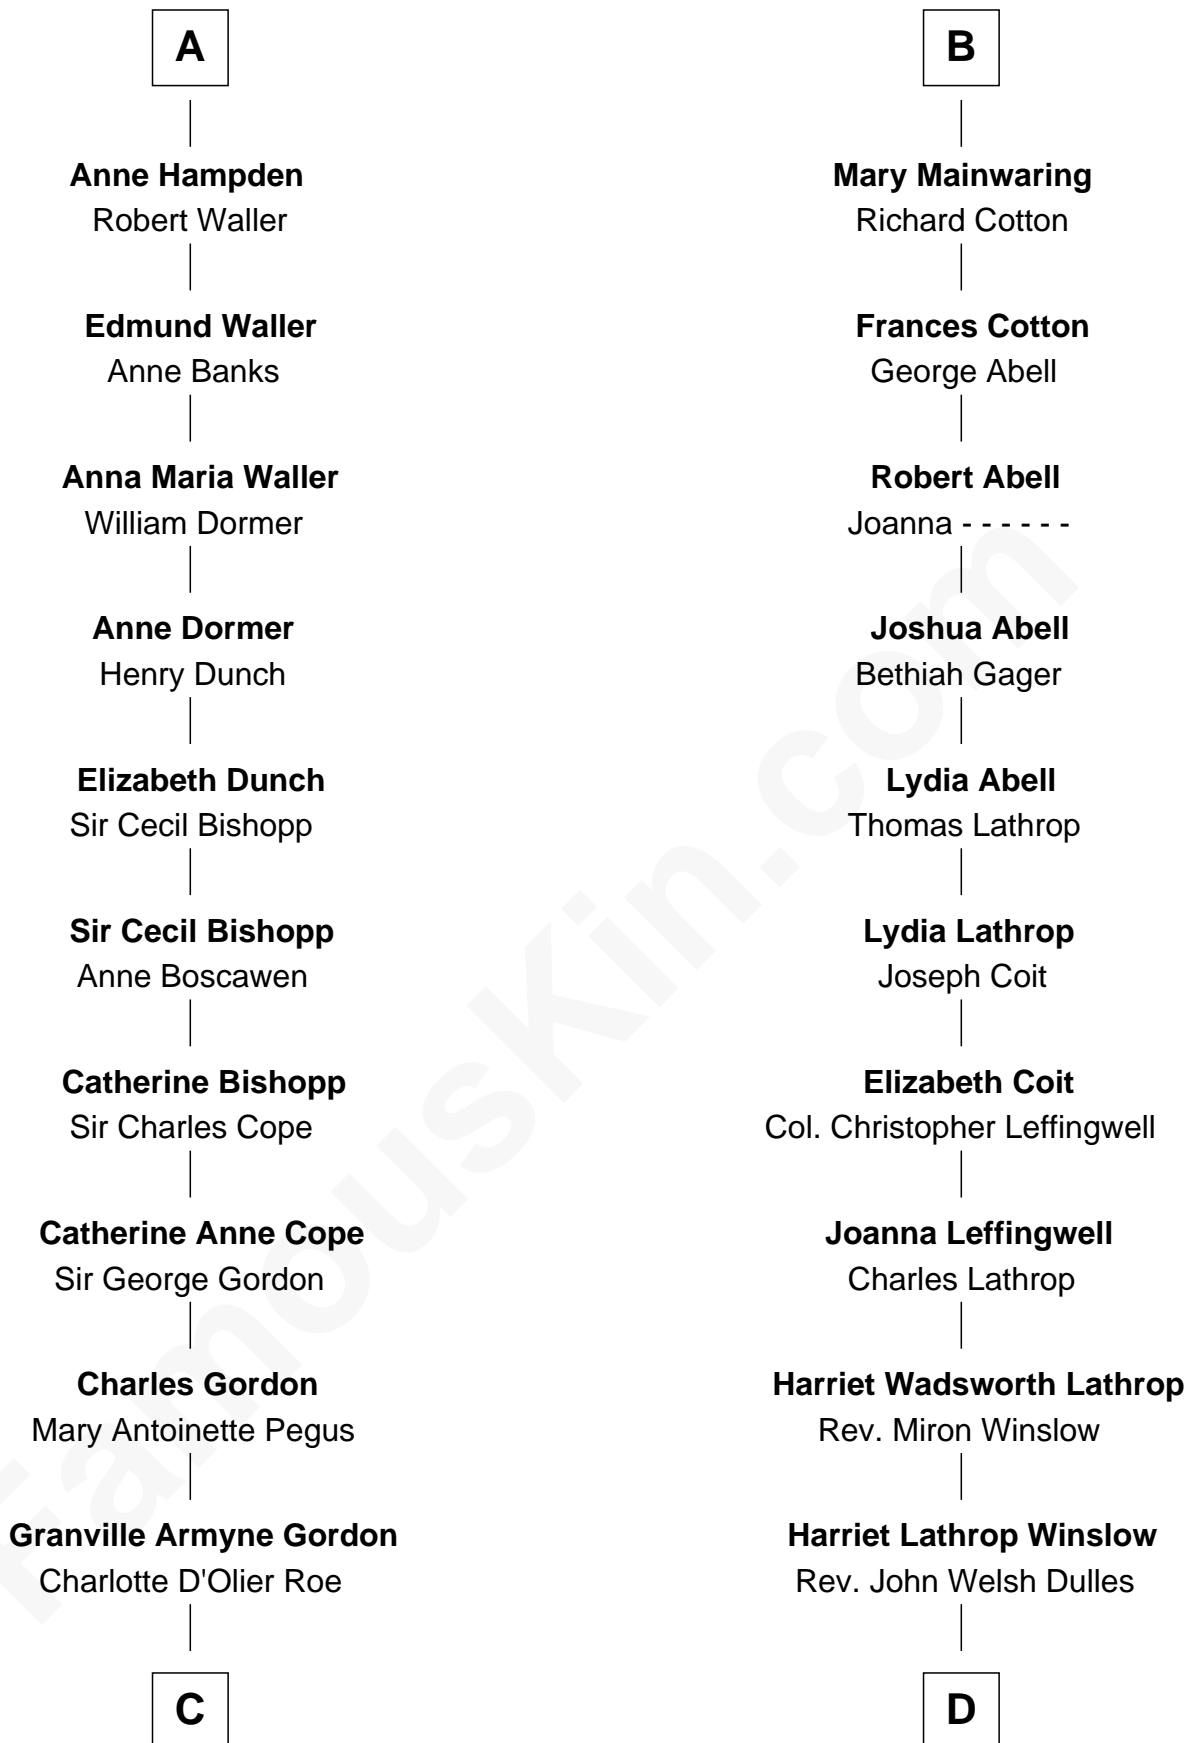 A
Anne Hampden
Robert Waller
Edmund Waller
Anne Banks
Anna Maria Waller
William Dormer
Anne Dormer
Henry Dunch
Elizabeth Dunch
Sir Cecil Bishopp
Sir Cecil Bishopp
Anne Boscawen
Catherine Bishopp
Sir Charles Cope
Catherine Anne Cope
Sir George Gordon
Charles Gordon
Mary Antoinette Pegus
Granville Armyne Gordon
Charlotte D'Olier Roe
C
B
Mary Mainwaring
Richard Cotton
Frances Cotton
George Abell
Robert Abell
Joanna - - - - - -
Joshua Abell
Bethiah Gager
Lydia Abell
Thomas Lathrop
Lydia Lathrop
Joseph Coit
Elizabeth Coit
Col. Christopher Leffingwell
Joanna Leffingwell
Charles Lathrop
Harriet Wadsworth Lathrop
Rev. Miron Winslow
Harriet Lathrop Winslow
Rev. John Welsh Dulles
D
FamousKin.com